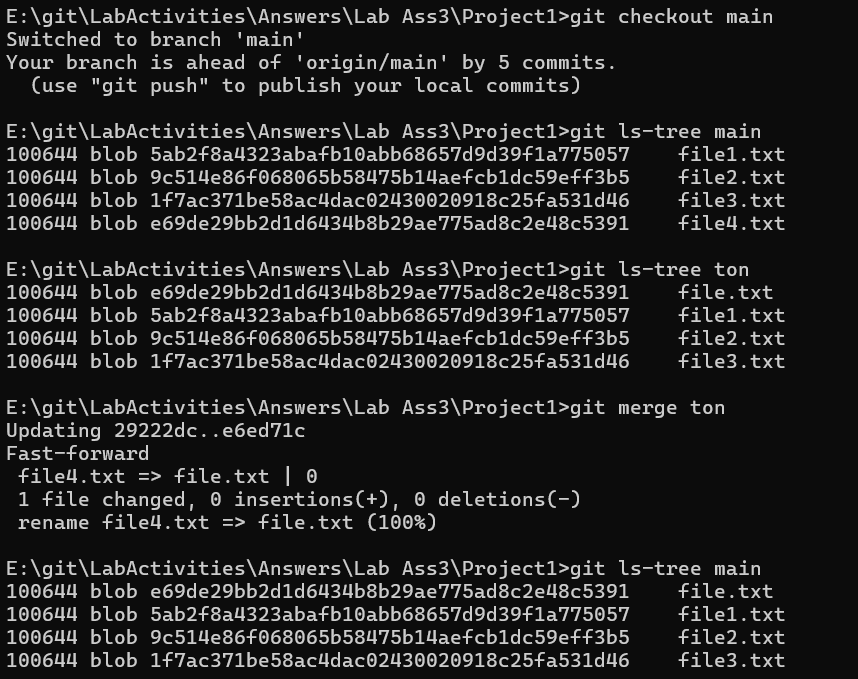 E:\git\LabActivities\Answers\Lab Ass3\Project1>git checkout main
Switched to branch 'main'
Your branch is ahead of 'origin/main' by 5 commits.
  (use "git push" to publish your local commits)

E:\git\LabActivities\Answers\Lab Ass3\Project1>git ls-tree main
100644 blob 5ab2f8a4323abafb10abb68657d9d39f1a775057    file1.txt
100644 blob 9c514e86f068065b58475b14aefcb1dc59eff3b5    file2.txt
100644 blob 1f7ac371be58ac4dac02430020918c25fa531d46    file3.txt
100644 blob e69de29bb2d1d6434b8b29ae775ad8c2e48c5391    file4.txt

E:\git\LabActivities\Answers\Lab Ass3\Project1>git ls-tree ton
100644 blob e69de29bb2d1d6434b8b29ae775ad8c2e48c5391    file.txt
100644 blob 5ab2f8a4323abafb10abb68657d9d39f1a775057    file1.txt
100644 blob 9c514e86f068065b58475b14aefcb1dc59eff3b5    file2.txt
100644 blob 1f7ac371be58ac4dac02430020918c25fa531d46    file3.txt

E:\git\LabActivities\Answers\Lab Ass3\Project1>git merge ton
Updating 29222dc..e6ed71c
Fast-forward
 file4.txt => file.txt | 0
 1 file changed, 0 insertions(+), 0 deletions(-)
 rename file4.txt => file.txt (100%)

E:\git\LabActivities\Answers\Lab Ass3\Project1>git ls-tree main
100644 blob e69de29bb2d1d6434b8b29ae775ad8c2e48c5391    file.txt
100644 blob 5ab2f8a4323abafb10abb68657d9d39f1a775057    file1.txt
100644 blob 9c514e86f068065b58475b14aefcb1dc59eff3b5    file2.txt
100644 blob 1f7ac371be58ac4dac02430020918c25fa531d46    file3.txt